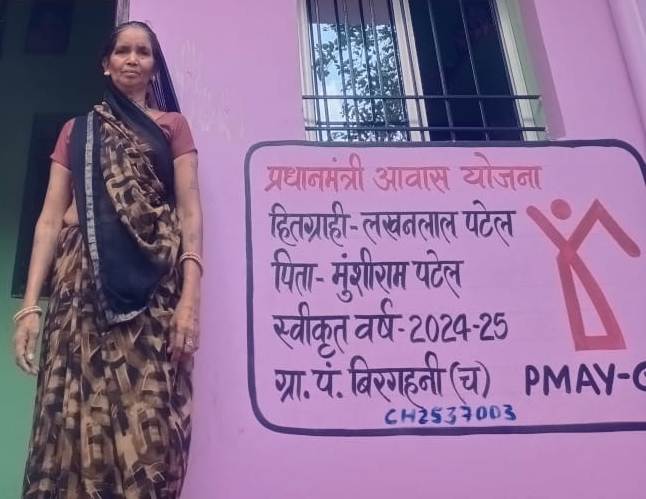 प्रधानमंत्री आवास योजना
हितग्राही-लखनलाल पटेल
पिता- मुंशीराम पटेल
स्वीकृत वर्ष-2024-25
ग्रा. पं. बिरगहनी (च) PMAY-G
CH2537003